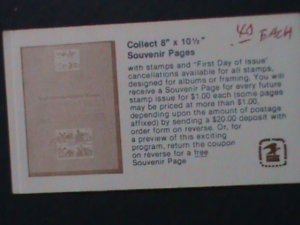 .40 EACH
Collect 8" x 10½"
Souvenir Pages
with stamps and "First Day of Issue"
cancellations available for all stamps,
designed for albums or framing. You will
receive a Souvenir Page for every future
stamp issue for $1.00 each (some pages
may be priced at more than $1.00,
depending upon the amount of postage
affixed) by sending a $20.00 deposit with
order form on reverse. Or, for
a preview of this exciting
program, return the coupon
on reverse for a free
Souvenir Page